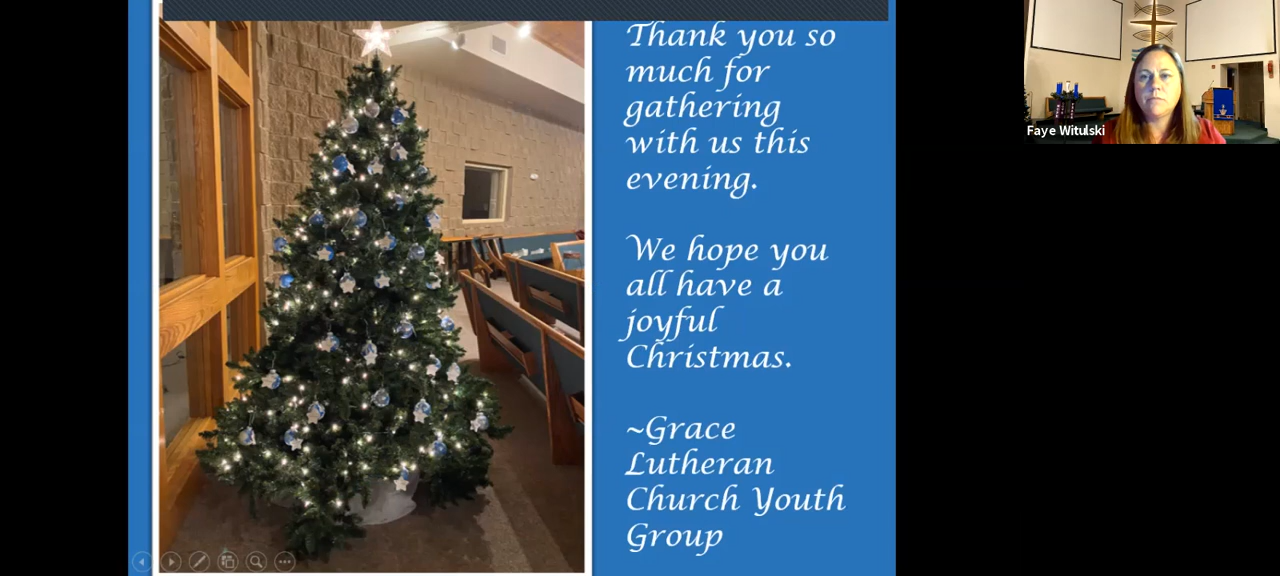 Thank you so
much for
gathering
with us this
evening.
We hope you
all have a
joyful
Christmas.
~Grace
Lutheran
Church Youth
Group
Faye Witulski